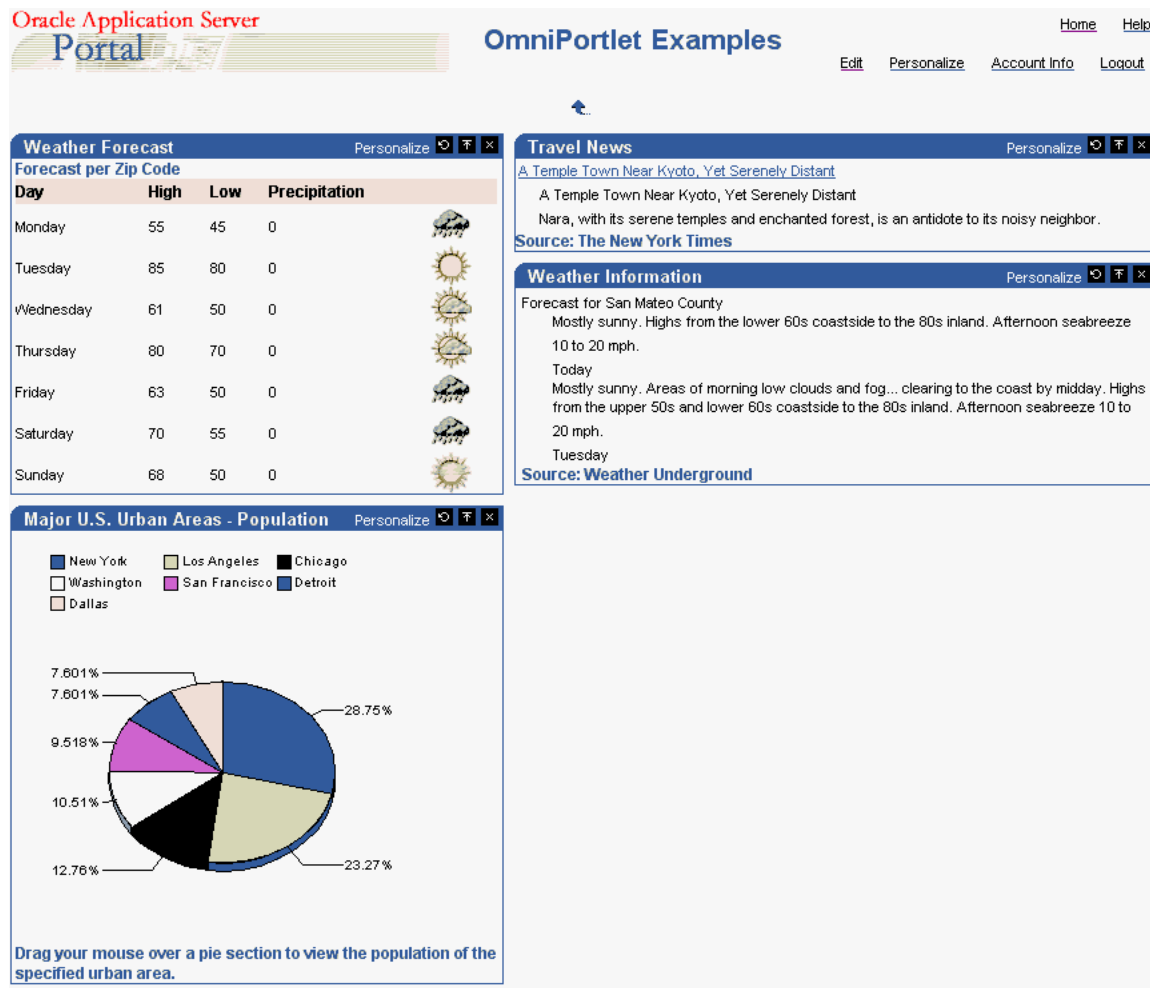 Oracle Application Server
Portal
OmniPortlet Examples
Home Help
Edit Personalize Account Info Logout
Weather Forecast Personalize
Forecast per Zip Code
Day High Low Precipitation
Monday 55 45 0
Tuesday 85 80 0
Wednesday 61 50 0
Thursday 80 70 0
Friday 63 50 0
Saturday 70 55 0
Sunday 68 50 0
Travel News Personalize
A Temple Town Near Kyoto, Yet Serenely Distant
A Temple Town Near Kyoto, Yet Serenely Distant
Nara, with its serene temples and enchanted forest, is an antidote to its noisy neighbor.
Source: The New York Times
Weather Information Personalize
Forecast for San Mateo County
Mostly sunny. Highs from the lower 60s coastside to the 80s inland. Afternoon seabreeze
10 to 20 mph.
Today
Mostly sunny. Areas of morning low clouds and fog... clearing to the coast by midday. Highs
from the upper 50s and lower 60s coastside to the 80s inland. Afternoon seabreeze 10 to
20 mph.
Tuesday
Source: Weather Underground
Major U.S. Urban Areas - Population Personalize
New York Los Angeles Chicago
Washington San Francisco Detroit
Dallas
7.601%
7.601%
28.75%
9.518%
10.51%
12.76%
23.27%
Drag your mouse over a pie section to view the population of the
specified urban area.